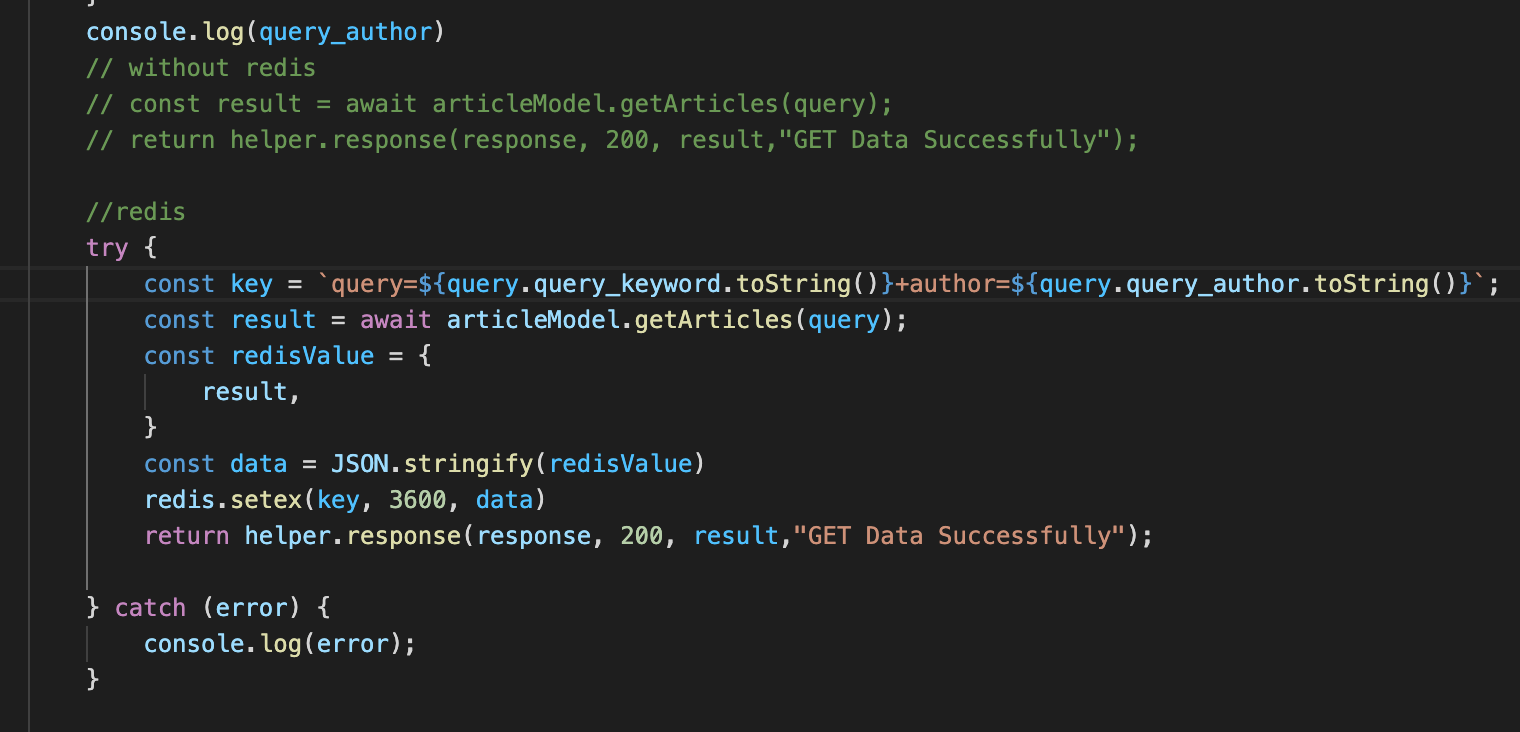 }
console.log(query_author)
// without redis
// const result = await articleModel.getArticles(query);
// return helper.response(response, 200, result,"GET Data Successfully");
//redis
try {
const key = `query=${query.query_keyword.toString()}+author=${query.query_author.toString()}`;
const result = await articleModel.getArticles(query);
const redisValue = {
result,
}
const data = JSON.stringify(redisValue)
redis.setex(key, 3600, data)
return helper.response(response, 200, result,"GET Data Successfully");
} catch (error) {
console.log(error);
}